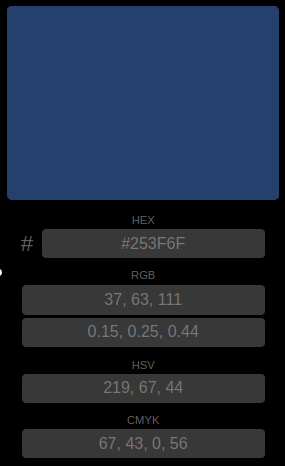 HEX
# #253F6F
RGB
37, 63, 111
0.15, 0.25, 0.44
HSV
219, 67, 44
CMYK
67, 43, 0, 56